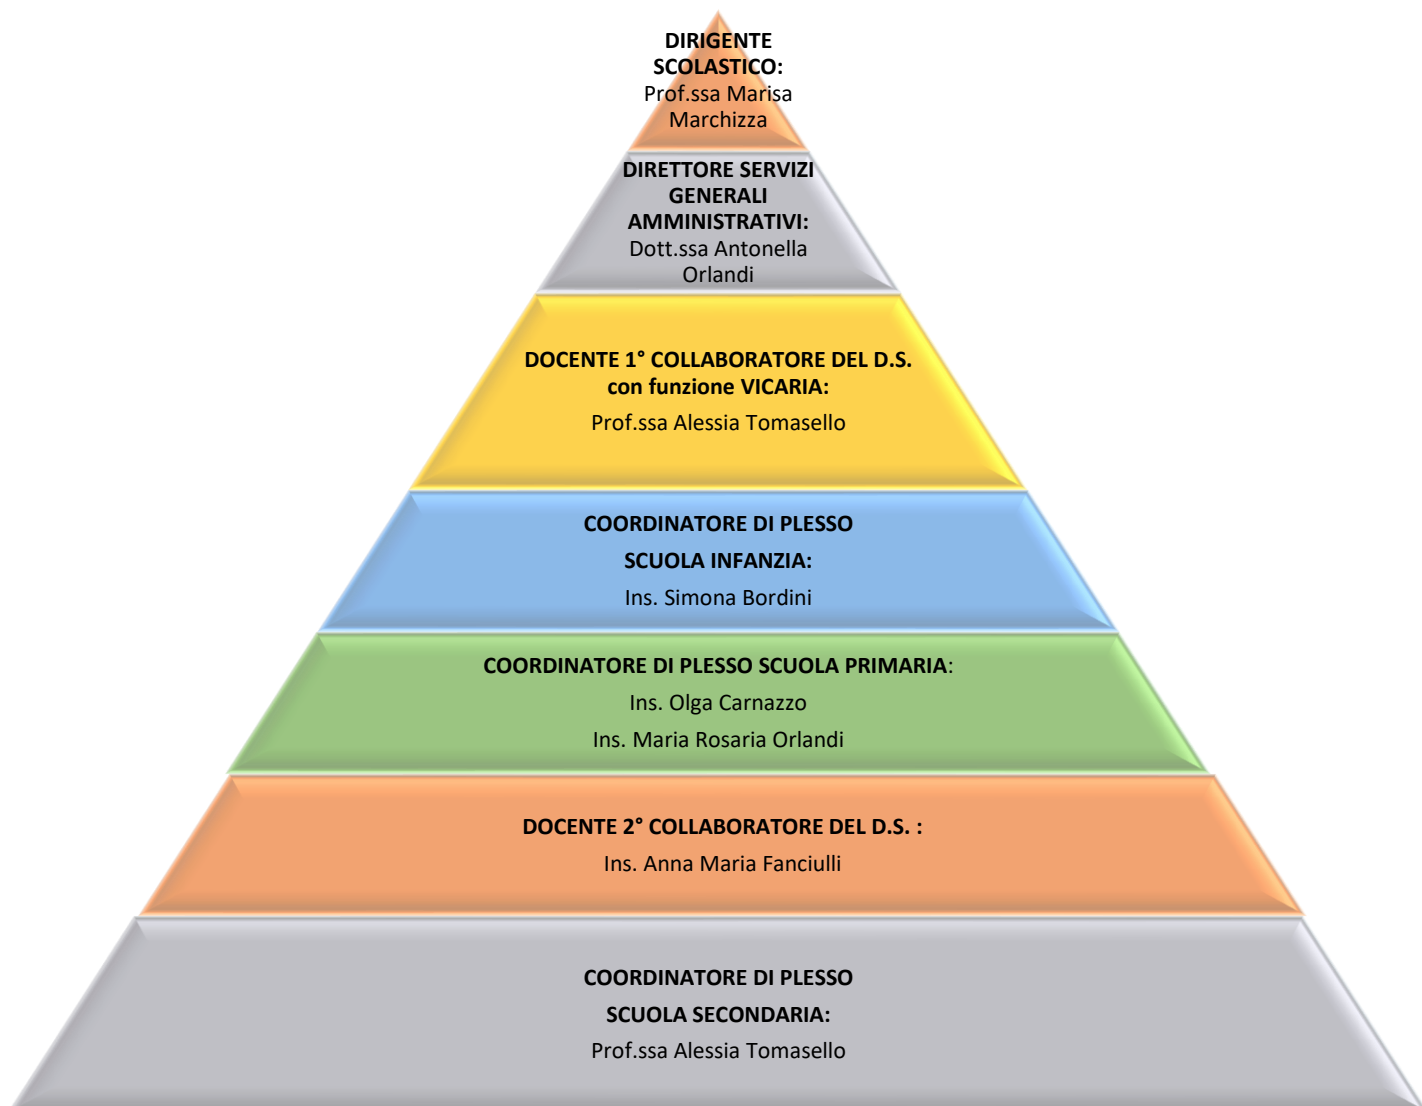 DIRIGENTE
SCOLASTICO:
Prof.ssa Marisa
Marchizza
DIRETTORE SERVIZI
GENERALI
AMMINISTRATIVI:
Dott.ssa Antonella
Orlandi
DOCENTE 1° COLLABORATORE DEL D.S.
con funzione VICARIA:
Prof.ssa Alessia Tomasello
COORDINATORE DI PLESSO
SCUOLA INFANZIA:
Ins. Simona Bordini
COORDINATORE DI PLESSO SCUOLA PRIMARIA:
Ins. Olga Carnazzo
Ins. Maria Rosaria Orlandi
DOCENTE 2° COLLABORATORE DEL D.S. :
Ins. Anna Maria Fanciulli
COORDINATORE DI PLESSO
SCUOLA SECONDARIA:
Prof.ssa Alessia Tomasello